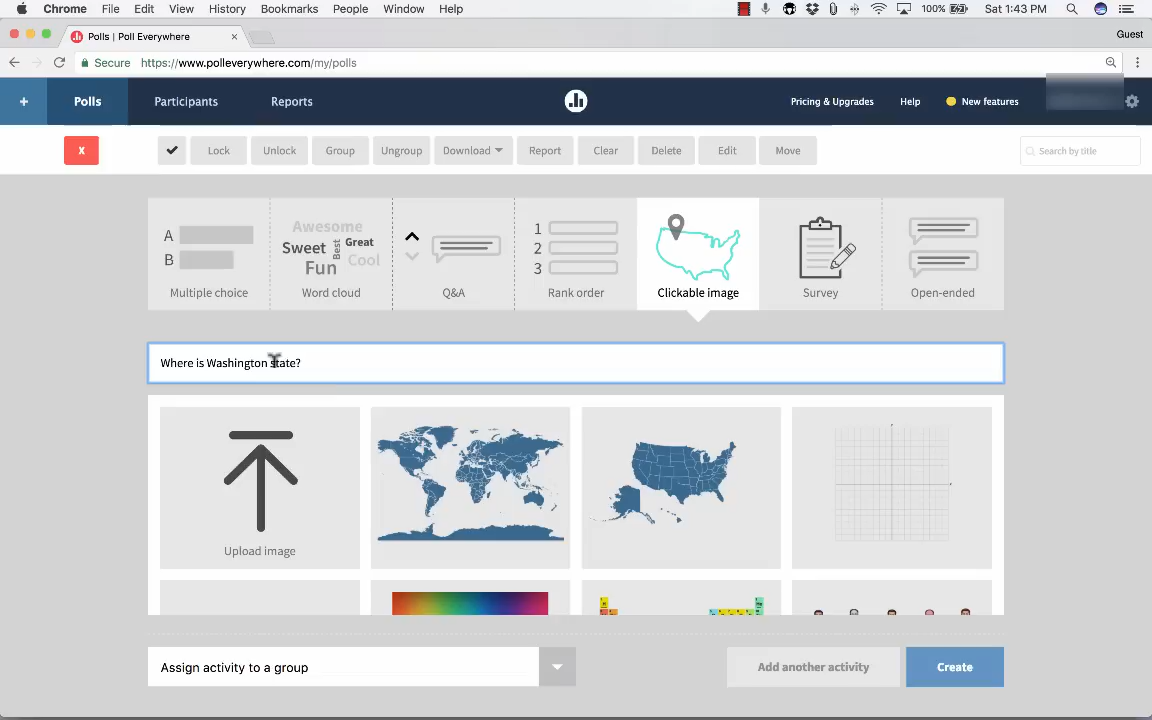 Chrome File Edit View History Bookmarks People Window Help 100% Sat 1:43 PM
Polls | Poll Everywhere Guest
Secure https://www.polleverywhere.com/my/polls
+ Polls Participants Reports Pricing & Upgrades Help New features
X Lock Unlock Group Ungroup Download Report Clear Delete Edit Move Search by title
A
B
Multiple choice
Awesome
Sweet Best Great
Fun Cool
Word cloud
Q&A
1
2
3
Rank order
Clickable image
Survey
Open-ended
Where is Washington state?
Upload image
Assign activity to a group Add another activity Create